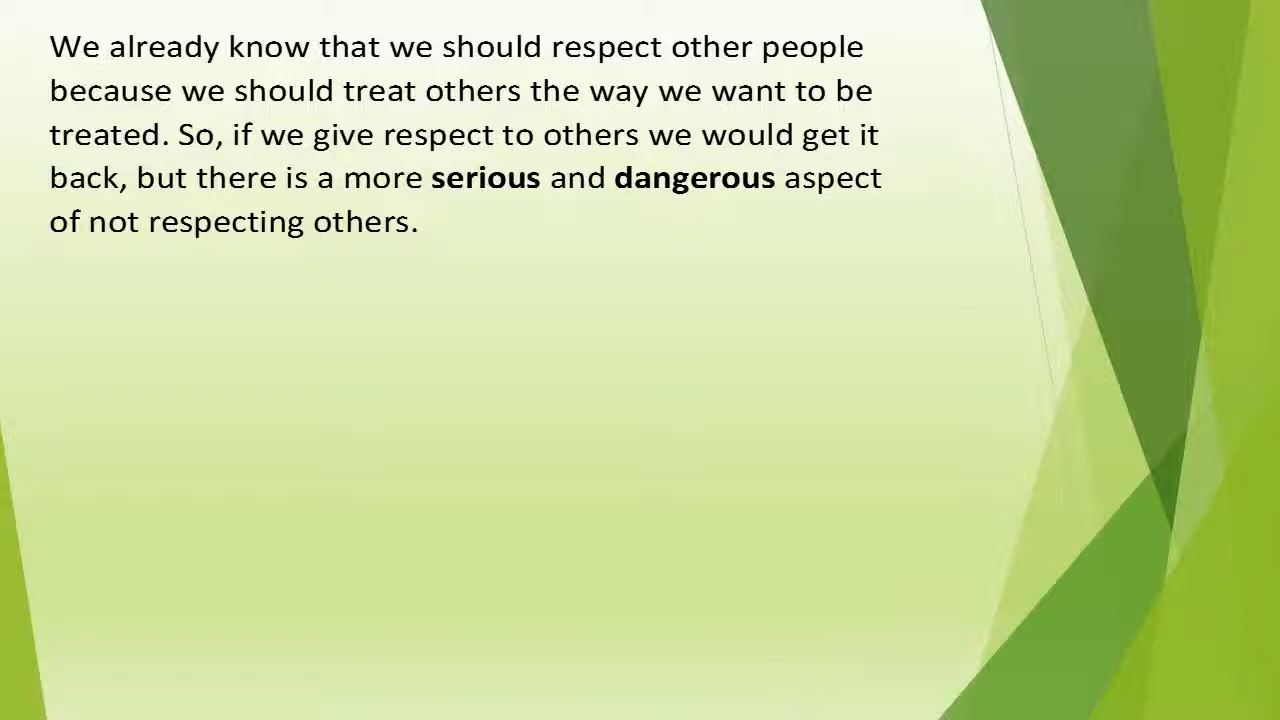 We already know that we should respect other people
because we should treat others the way we want to be
treated. So, if we give respect to others we would get it
back, but there is a more serious and dangerous aspect
of not respecting others.